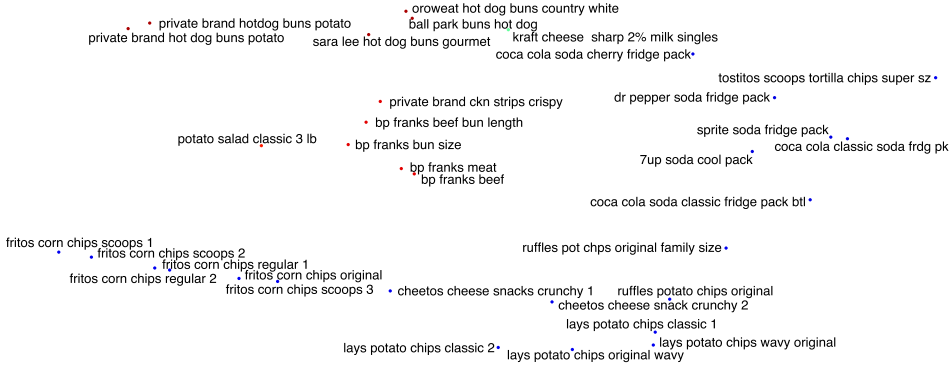 oroweat hot dog buns country white
private brand hotdog buns potato
ball park buns hot dog
private brand hot dog buns potato
sara lee hot dog buns gourmet
kraft cheese sharp 2% milk singles
coca cola soda cherry fridge pack
tostitos scoops tortilla chips super sz
dr pepper soda fridge pack
private brand ckn strips crispy
bp franks beef bun length
sprite soda fridge pack
potato salad classic 3 lb
bp franks bun size
coca cola classic soda frdg pk
7up soda cool pack
bp franks meat
bp franks beef
coca cola soda classic fridge pack btl
fritos corn chips scoops 1
ruffles pot chps original family size
fritos corn chips scoops 2
fritos corn chips regular 1
fritos corn chips regular 2
fritos corn chips original
fritos corn chips scoops 3
cheetos cheese snacks crunchy 1
ruffles potato chips original
cheetos cheese snack crunchy 2
lays potato chips classic 1
lays potato chips wavy original
lays potato chips classic 2
lays potato chips original wavy